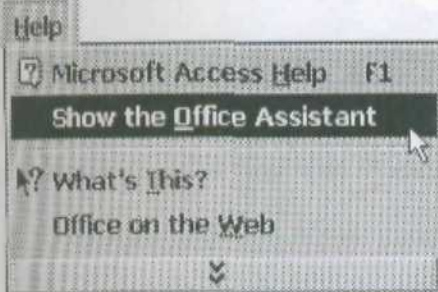 Help
Microsoft Access Help F1
Show the Office Assistant
What's This?
Office on the Web